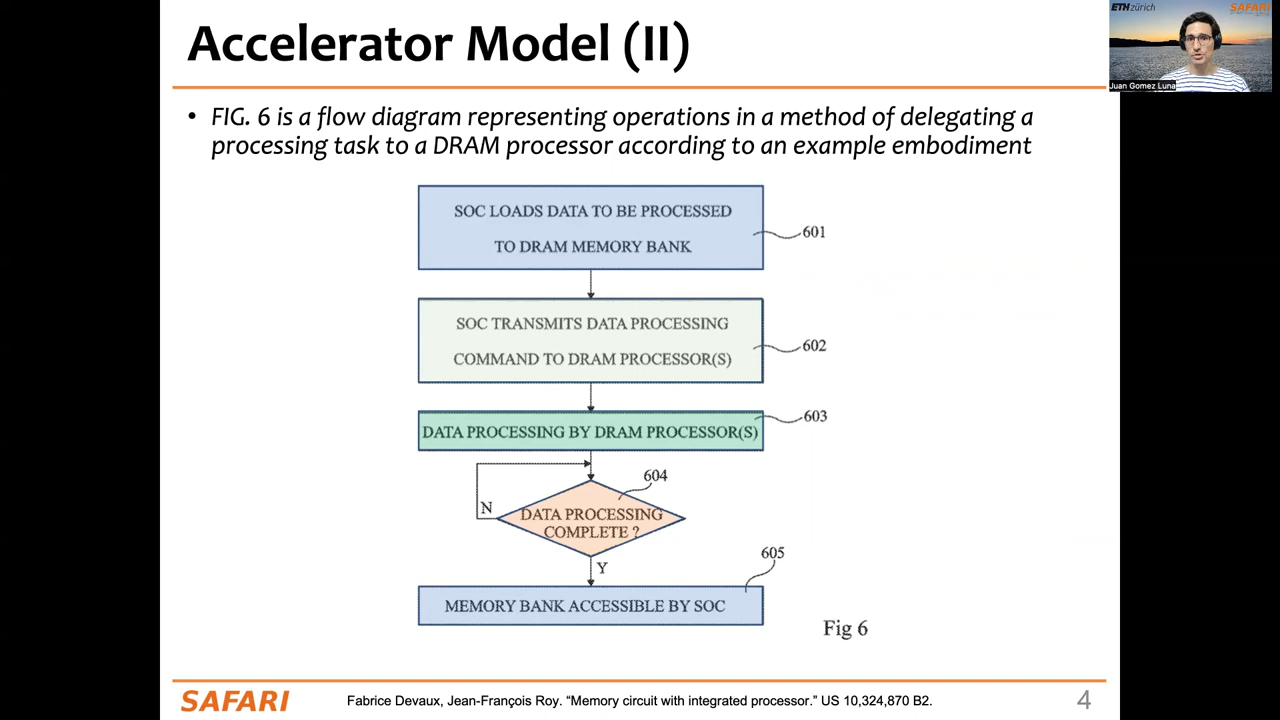 Accelerator Model (II)
ETH zürich
SAFARI
Juan Gomez Luna
• FIG. 6 is a flow diagram representing operations in a method of delegating a
processing task to a DRAM processor according to an example embodiment
SOC LOADS DATA TO BE PROCESSED
TO DRAM MEMORY BANK
601
SOC TRANSMITS DATA PROCESSING
COMMAND TO DRAM PROCESSOR(S)
602
DATA PROCESSING BY DRAM PROCESSOR(S)
603
604
N
DATA PROCESSING
COMPLETE ?
Y
605
MEMORY BANK ACCESSIBLE BY SOC
Fig 6
SAFARI
Fabrice Devaux, Jean-François Roy. “Memory circuit with integrated processor.” US 10,324,870 B2.
4